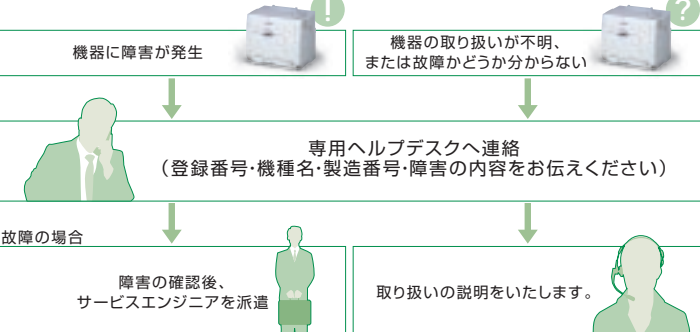 !
?
機器に障害が発生
機器の取り扱いが不明、
または故障かどうか分からない
専用ヘルプデスクへ連絡
（登録番号・機種名・製造番号・障害の内容をお伝えください）
故障の場合
障害の確認後、
サービスエンジニアを派遣
取り扱いの説明をいたします。